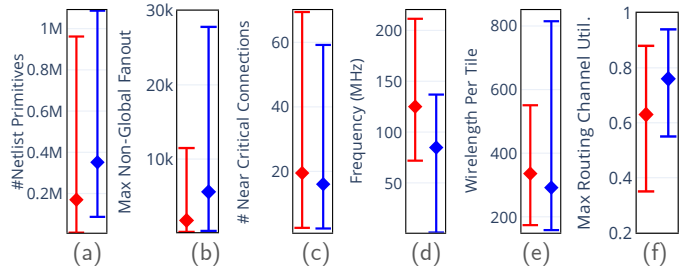 #Netlist Primitives
1M
0.8M
0.6M
0.4M
0.2M
(a)
Max Non-Global Fanout
30k
20k
10k
(b)
# Near Critical Connections
60
40
20
(c)
Frequency (MHz)
200
150
100
50
(d)
Wirelength Per Tile
800
600
400
200
(e)
Max Routing Channel Util.
1
0.8
0.6
0.4
0.2
(f)